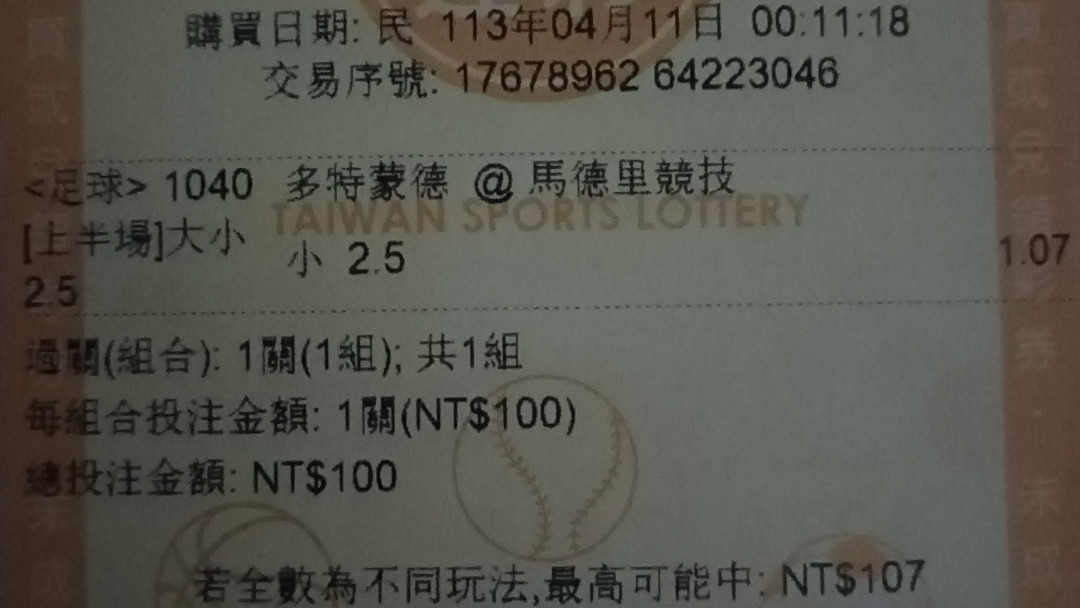 購買日期: 民 113年04月11日 00:11:18
交易序號: 17678962 64223046
<足球> 1040 多特蒙德 @ 馬德里競技
TAIWAN SPORTS LOTTERY
[上半場]大小 小 2.5 1.07
2.5
過關(組合): 1關(1組); 共1組
每組合投注金額: 1關(NT$100)
總投注金額: NT$100
若全數為不同玩法,最高可能中: NT$107